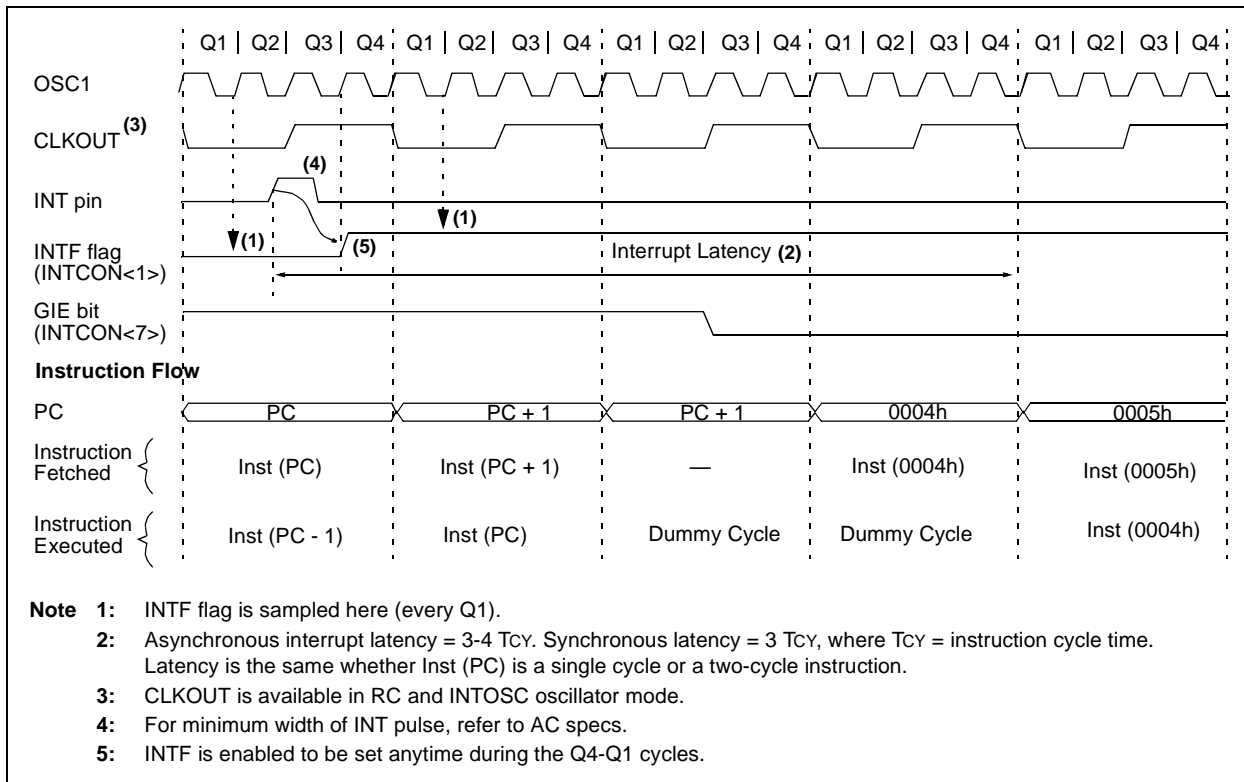 Q1 | Q2 | Q3 | Q4 Q1 | Q2 | Q3 | Q4 Q1 | Q2 | Q3 | Q4 Q1 | Q2 | Q3 | Q4 Q1 | Q2 | Q3 | Q4
OSC1
CLKOUT (3)
(4)
INT pin
(1) (1)
INTF flag
(INTCON<1>)
(5)
Interrupt Latency (2)
GIE bit
(INTCON<7>)
Instruction Flow
PC PC PC + 1 PC + 1 0004h 0005h
Instruction
Fetched
Inst (PC) Inst (PC + 1) — Inst (0004h) Inst (0005h)
Instruction
Executed
Inst (PC - 1) Inst (PC) Dummy Cycle Dummy Cycle Inst (0004h)
Note 1: INTF flag is sampled here (every Q1).
2: Asynchronous interrupt latency = 3-4 TCY. Synchronous latency = 3 TCY, where TCY = instruction cycle time.
Latency is the same whether Inst (PC) is a single cycle or a two-cycle instruction.
3: CLKOUT is available in RC and INTOSC oscillator mode.
4: For minimum width of INT pulse, refer to AC specs.
5: INTF is enabled to be set anytime during the Q4-Q1 cycles.